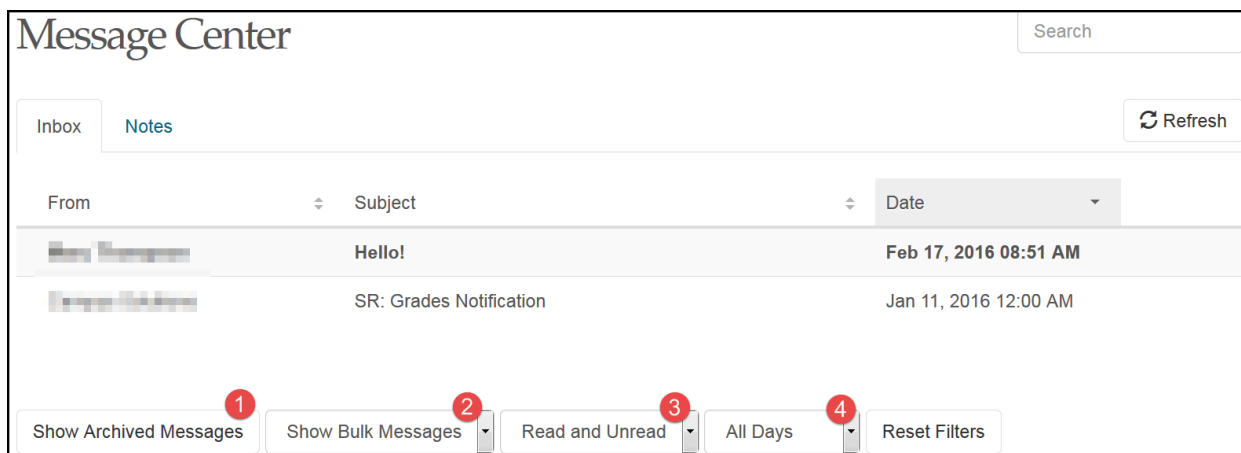 Message Center
Search
Inbox Notes
Refresh
From Subject Date
Hello! Feb 17, 2016 08:51 AM
SR: Grades Notification Jan 11, 2016 12:00 AM
1 2 3 4
Show Archived Messages Show Bulk Messages Read and Unread All Days Reset Filters